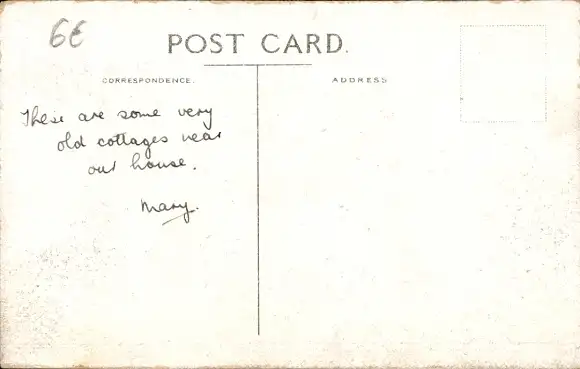 6€
POST CARD.
CORRESPONDENCE.
ADDRESS
These are some very
old cottages near
our house.
Mary.